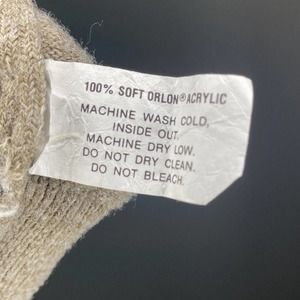 100% SOFT ORLON® ACRYLIC
MACHINE WASH COLD,
INSIDE OUT.
MACHINE DRY LOW.
DO NOT DRY CLEAN.
DO NOT BLEACH.